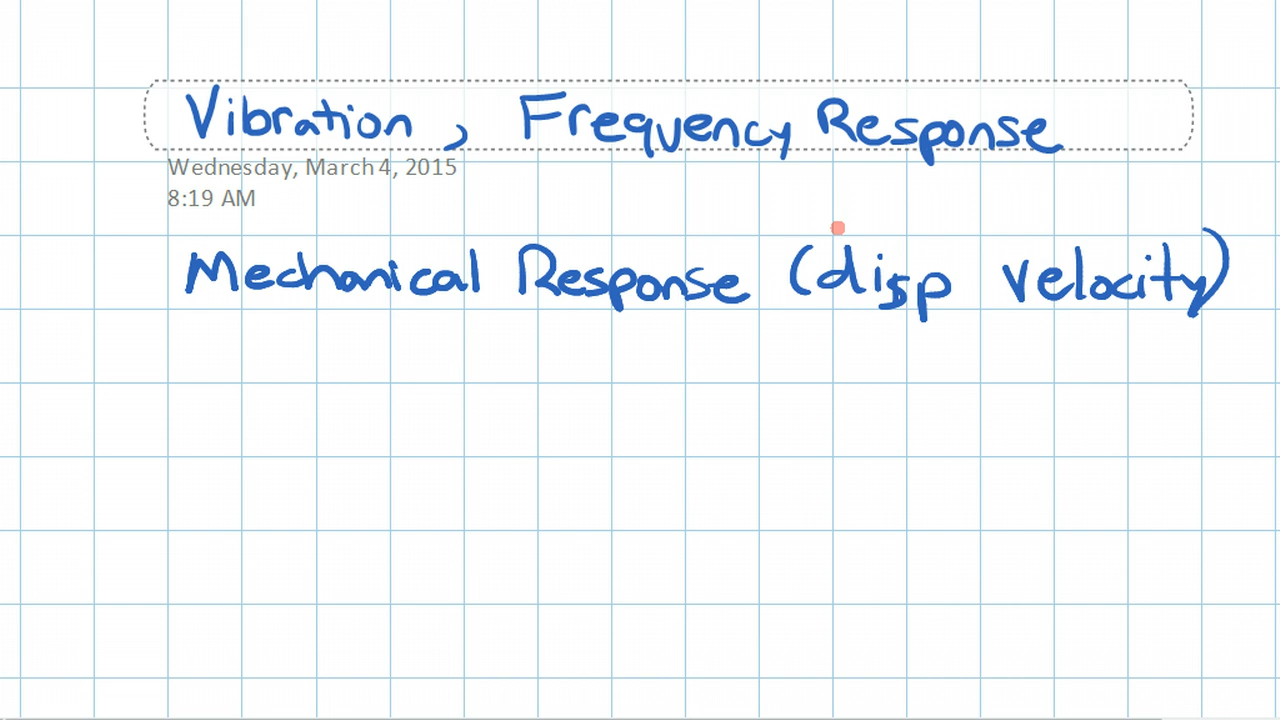 Vibration, Frequency Response
Wednesday, March 4, 2015
8:19 AM
Mechanical Response (disp velocity)